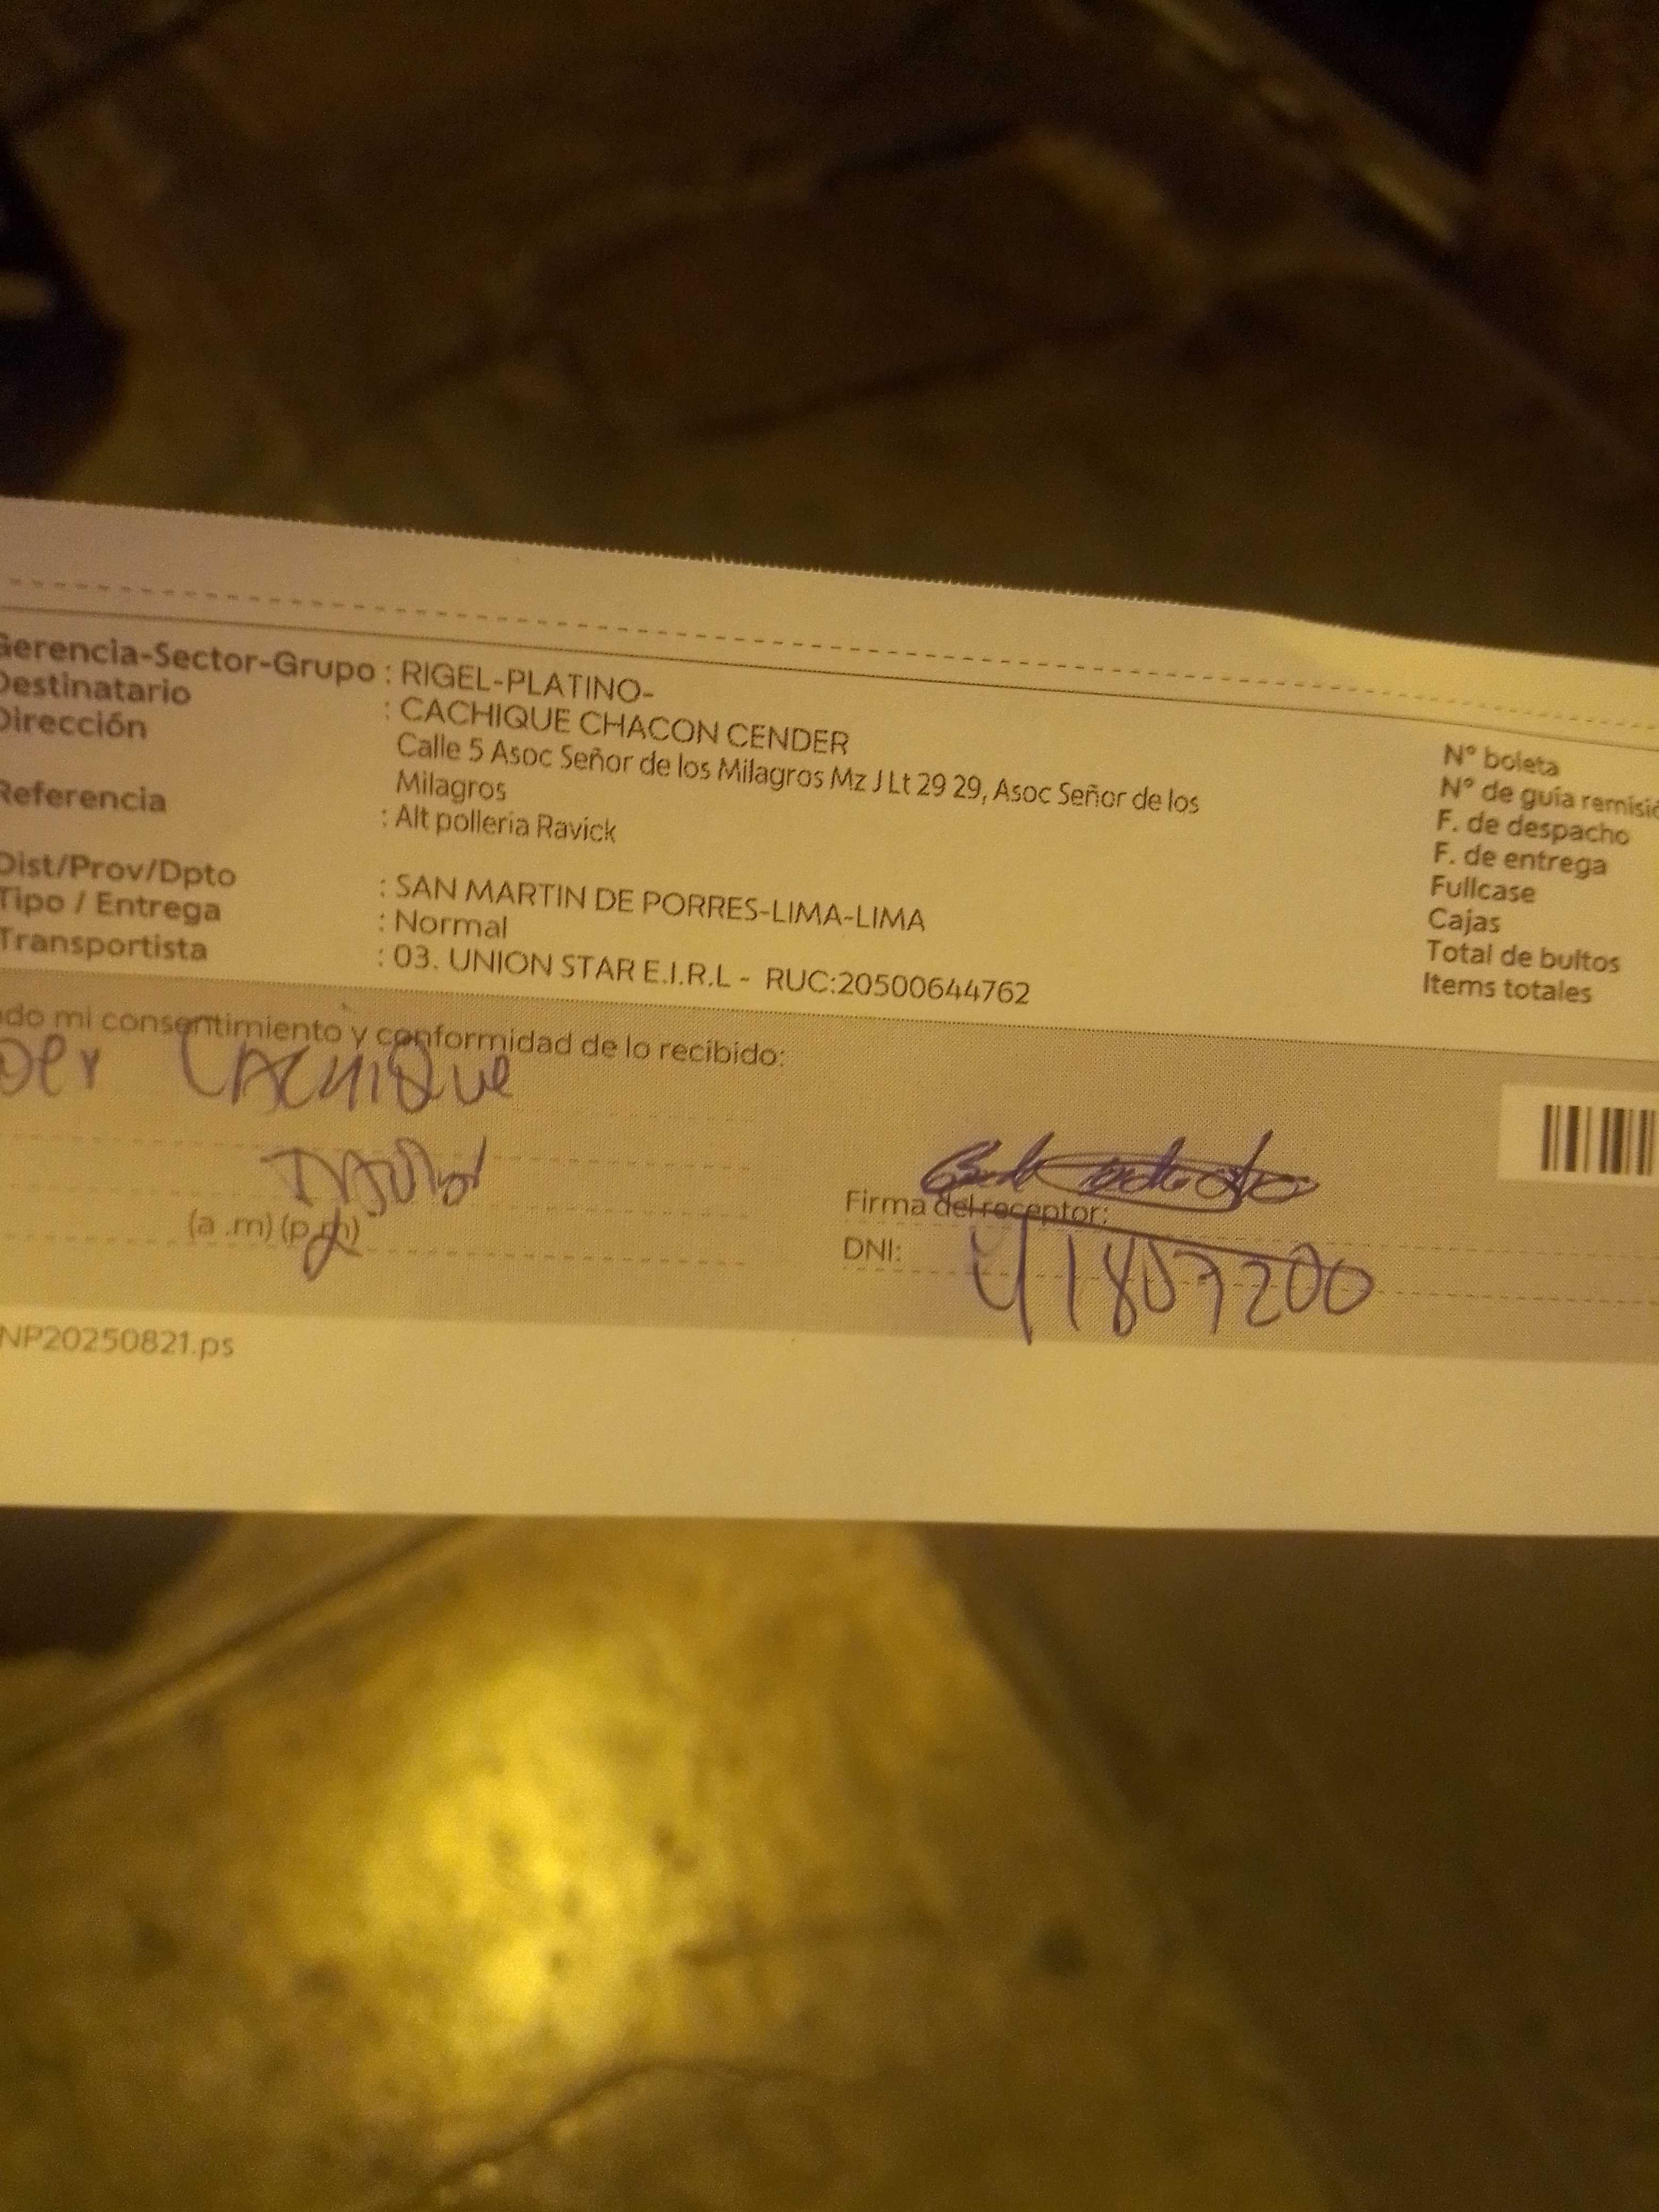 Gerencia-Sector-Grupo : RIGEL-PLATINO-
Destinatario : CACHIQUE CHACON CENDER
Dirección Calle 5 Asoc Señor de los Milagros Mz J Lt 29 29, Asoc Señor de los
Milagros
Referencia : Alt polleria Ravick
Dist/Prov/Dpto : SAN MARTIN DE PORRES-LIMA-LIMA
Tipo / Entrega : Normal
Transportista : 03. UNION STAR E.I.R.L - RUC:20500644762
N° boleta
N° de guía remisió
F. de despacho
F. de entrega
Fullcase
Cajas
Total de bultos
Items totales
do mi consentimiento y conformidad de lo recibido:
Der CACHIQue
(a .m) (p.m)
Firma del receptor:
DNI: 41807200
NP20250821.ps